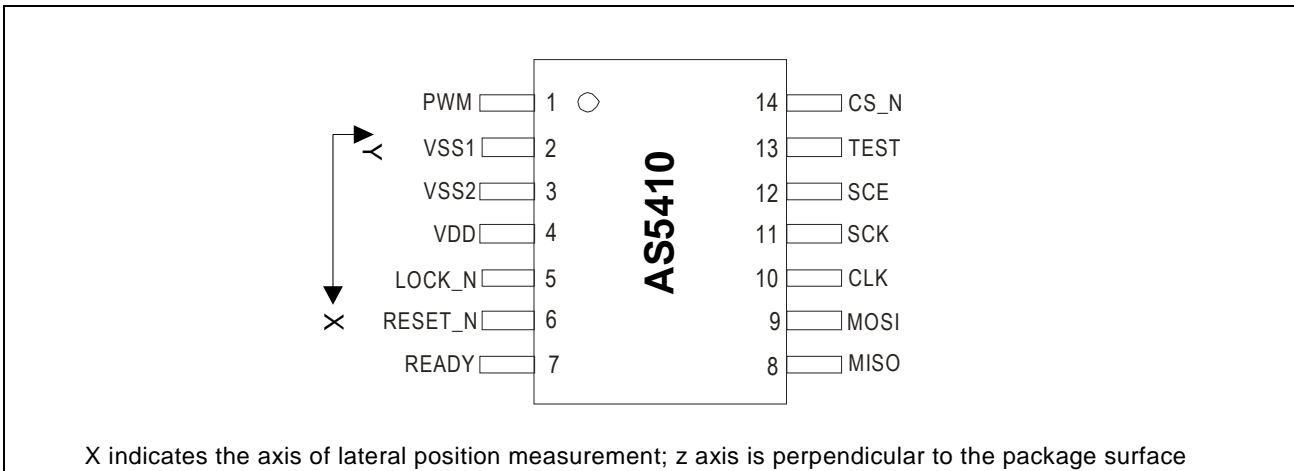 PWM 1 14 CS_N
VSS1 2 13 TEST
VSS2 3 12 SCE
VDD 4 11 SCK
LOCK_N 5 10 CLK
RESET_N 6 9 MOSI
READY 7 8 MISO
AS5410
Y
X
X indicates the axis of lateral position measurement; z axis is perpendicular to the package surface